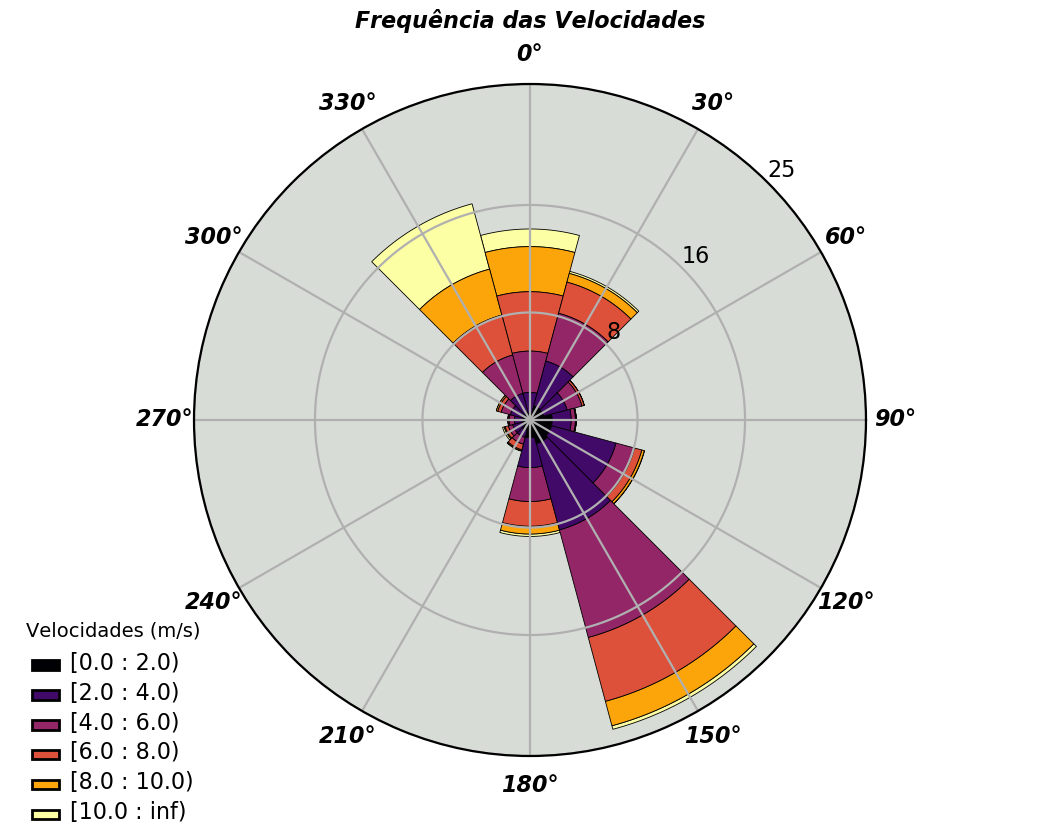 Frequência das Velocidades
0°
330°
30°
25
300°
60°
16
8
270°
90°
240°
120°
210°
150°
180°
Velocidades (m/s)
[0.0 : 2.0)
[2.0 : 4.0)
[4.0 : 6.0)
[6.0 : 8.0)
[8.0 : 10.0)
[10.0 : inf)